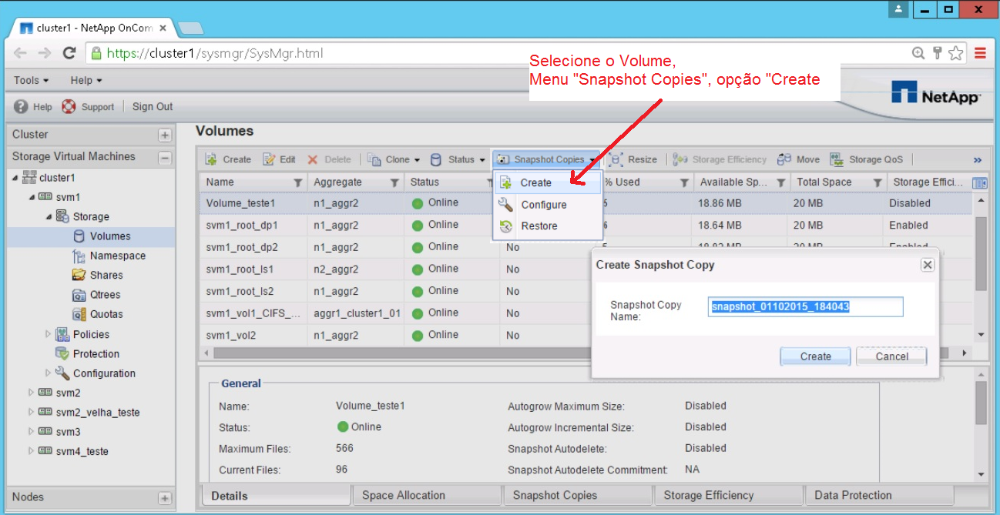 cluster1 - NetApp OnCom
https://cluster1/sysmgr/SysMgr.html
Selecione o Volume,
Menu "Snapshot Copies", opção "Create
Tools Help
NetApp
Help Support Sign Out
Cluster
Storage Virtual Machines
cluster1
svm1
Storage
Volumes
Namespace
Shares
Qtrees
Quotas
Policies
Protection
Configuration
svm2
svm2_velha_teste
svm3
svm4_teste
Nodes
Volumes
Create Edit Delete Clone Status Snapshot Copies Resize Storage Efficiency Move Storage QoS »
Create
Configure
Restore
Name Aggregate Status % Used Available Sp... Total Space Storage Effici...
Volume_teste1 n1_aggr2 Online 18.86 MB 20 MB Disabled
svm1_root_dp1 n1_aggr2 Online 18.64 MB 20 MB Enabled
svm1_root_dp2 n1_aggr2 Online No 18.82 MB 20 MB Enabled
svm1_root_ls1 n2_aggr2 Online No
svm1_root_ls2 n1_aggr2 Online No
svm1_vol1_CIFS_... aggr1_cluster1_01 Online No
svm1_vol2 n1_aggr2 Online No
Create Snapshot Copy
Snapshot Copy
Name:
snapshot_01102015_184043
Create Cancel
General
Name: Volume_teste1 Autogrow Maximum Size: Disabled
Status: Online Autogrow Incremental Size: Disabled
Maximum Files: 566 Snapshot Autodelete: Disabled
Current Files: 96 Snapshot Autodelete Commitment: NA
Details Space Allocation Snapshot Copies Storage Efficiency Data Protection